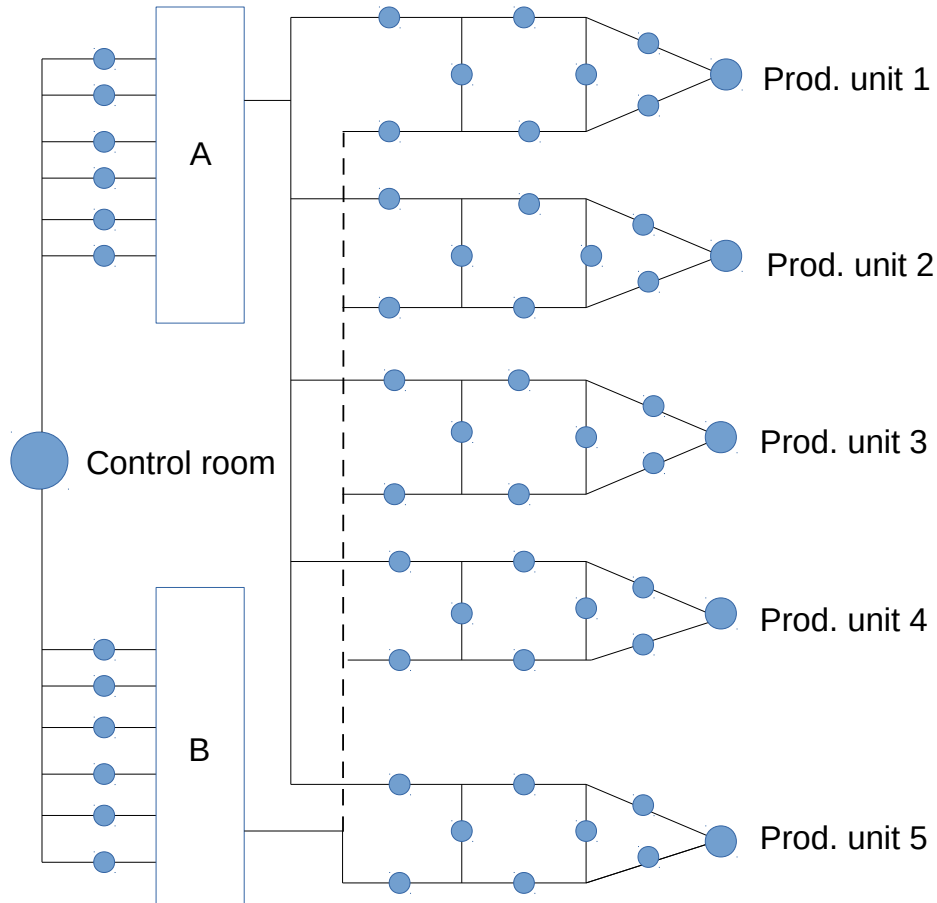 Prod. unit 1
A
Prod. unit 2
Prod. unit 3
Control room
Prod. unit 4
B
Prod. unit 5